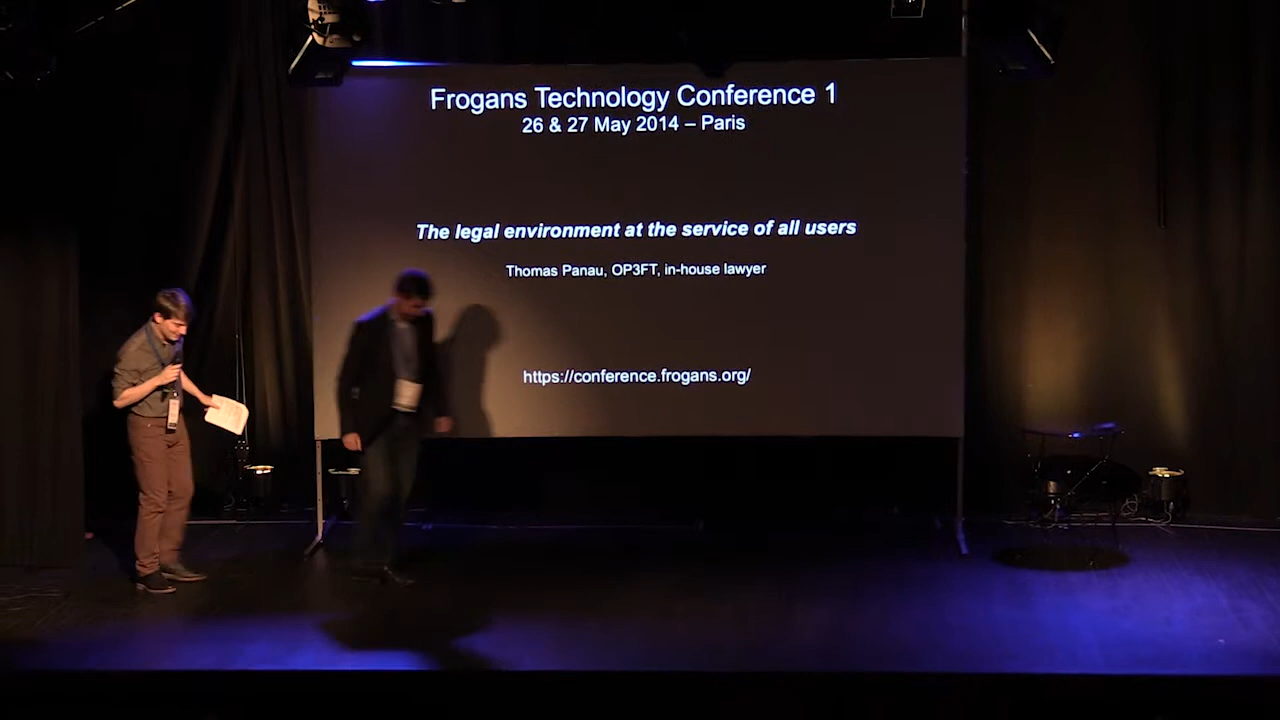 Frogans Technology Conference 1
26 & 27 May 2014 – Paris
The legal environment at the service of all users
Thomas Panau, OP3FT, in-house lawyer
https://conference.frogans.org/